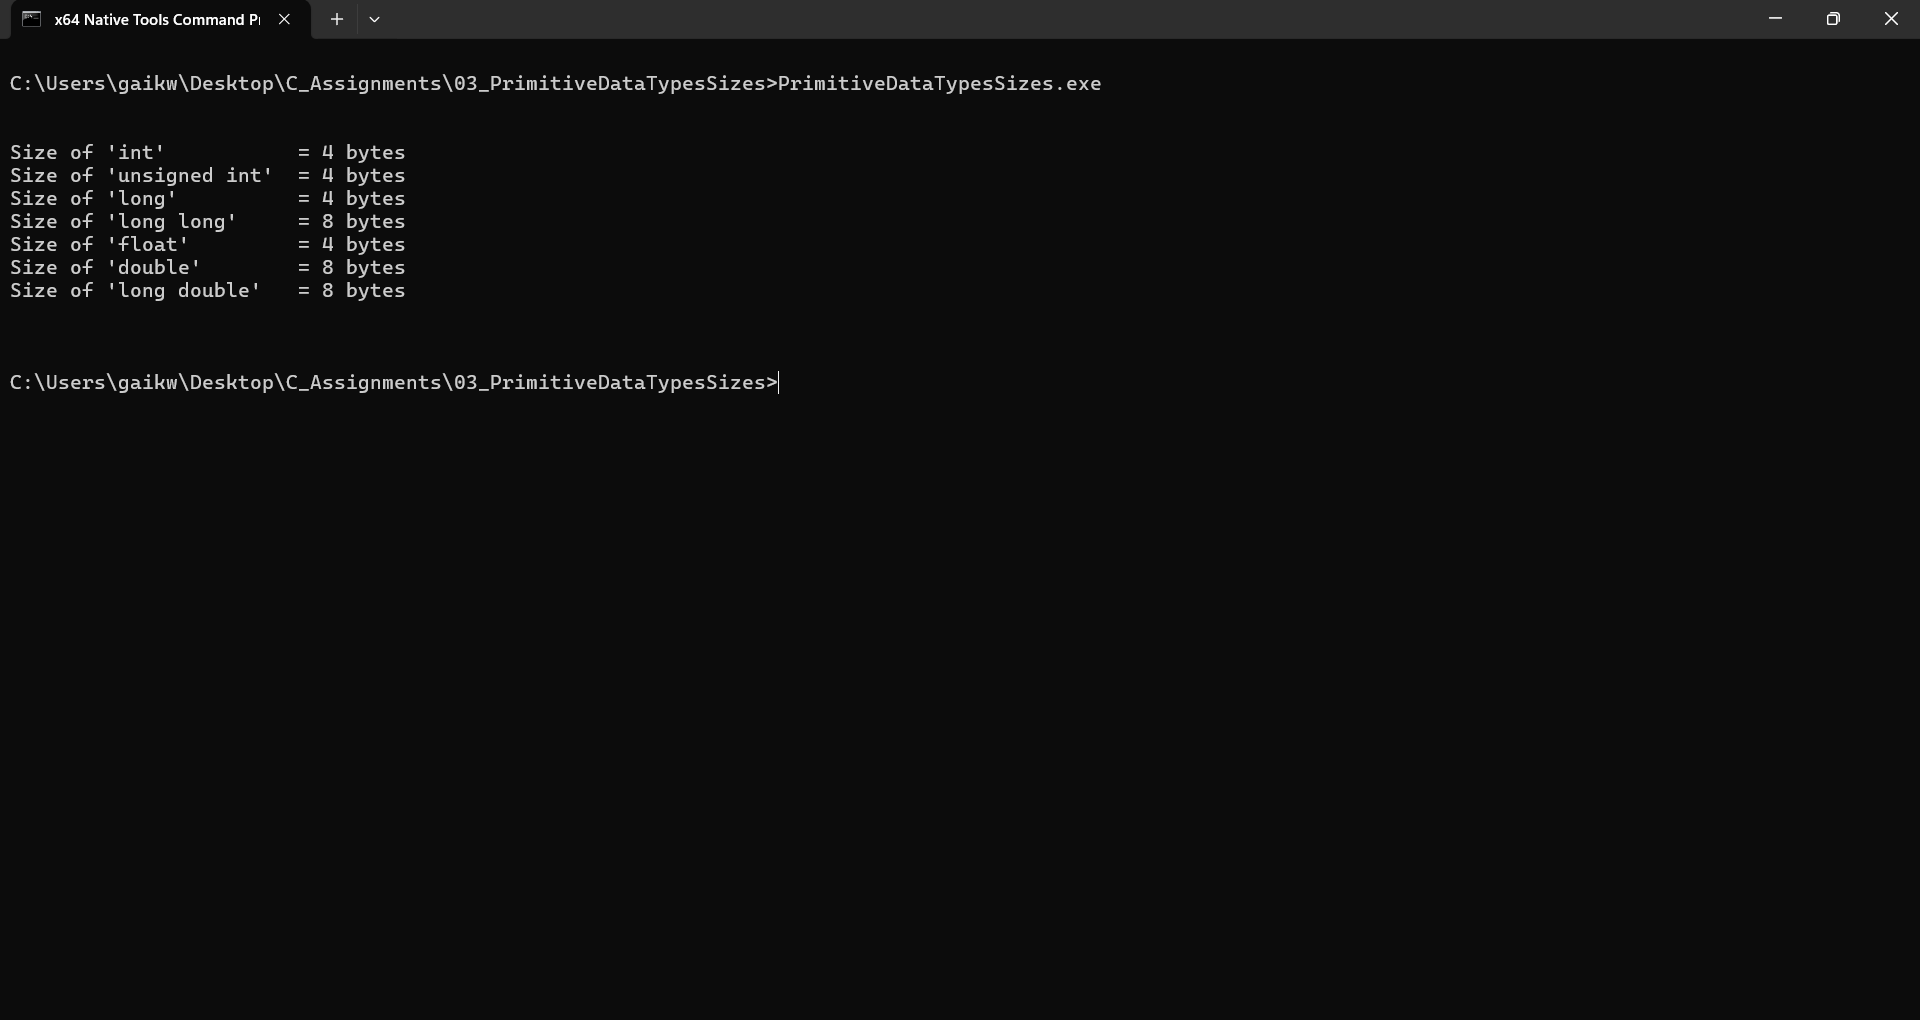 x64 Native Tools Command P
C:\Users\gaikw\Desktop\C_Assignments\03_PrimitiveDataTypesSizes>PrimitiveDataTypesSizes.exe
Size of 'int'           = 4 bytes
Size of 'unsigned int'  = 4 bytes
Size of 'long'          = 4 bytes
Size of 'long long'     = 8 bytes
Size of 'float'         = 4 bytes
Size of 'double'        = 8 bytes
Size of 'long double'   = 8 bytes
C:\Users\gaikw\Desktop\C_Assignments\03_PrimitiveDataTypesSizes>